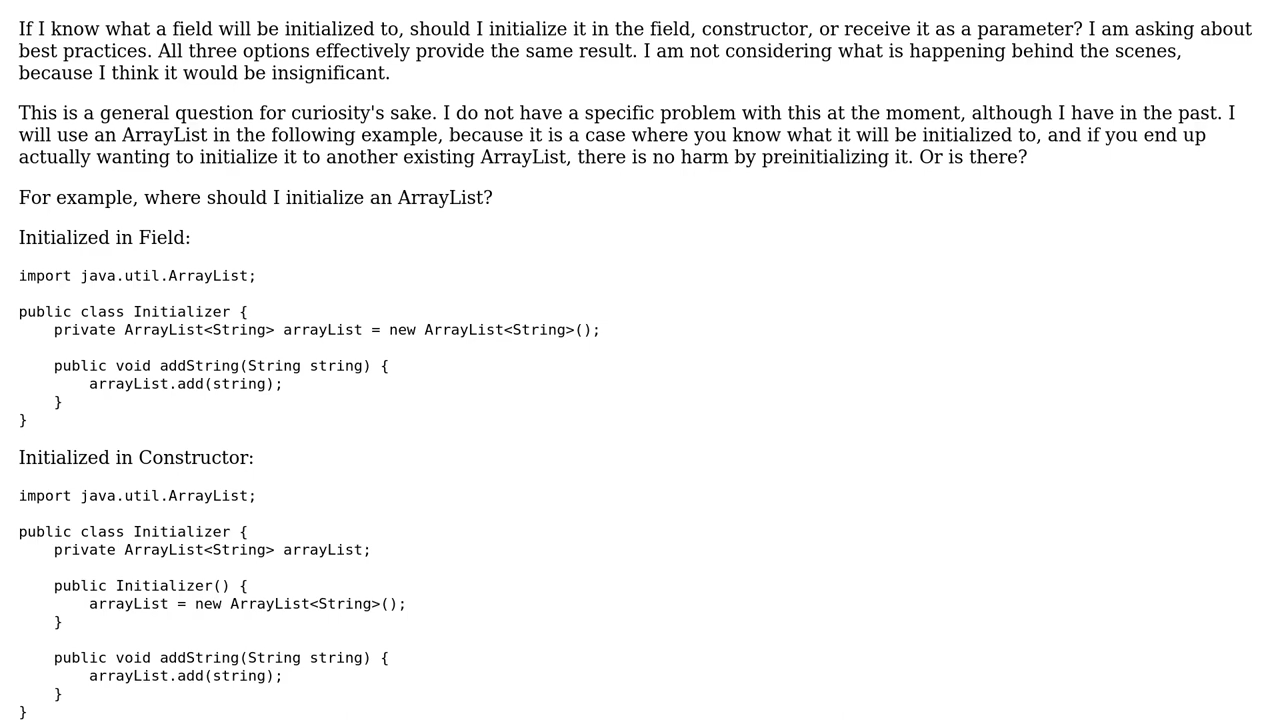 If I know what a field will be initialized to, should I initialize it in the field, constructor, or receive it as a parameter? I am asking about
best practices. All three options effectively provide the same result. I am not considering what is happening behind the scenes,
because I think it would be insignificant.
This is a general question for curiosity's sake. I do not have a specific problem with this at the moment, although I have in the past. I
will use an ArrayList in the following example, because it is a case where you know what it will be initialized to, and if you end up
actually wanting to initialize it to another existing ArrayList, there is no harm by preinitializing it. Or is there?
For example, where should I initialize an ArrayList?
Initialized in Field:
import java.util.ArrayList;
public class Initializer {
    private ArrayList<String> arrayList = new ArrayList<String>();
    public void addString(String string) {
        arrayList.add(string);
    }
}
Initialized in Constructor:
import java.util.ArrayList;
public class Initializer {
    private ArrayList<String> arrayList;
    public Initializer() {
        arrayList = new ArrayList<String>();
    }
    public void addString(String string) {
        arrayList.add(string);
    }
}